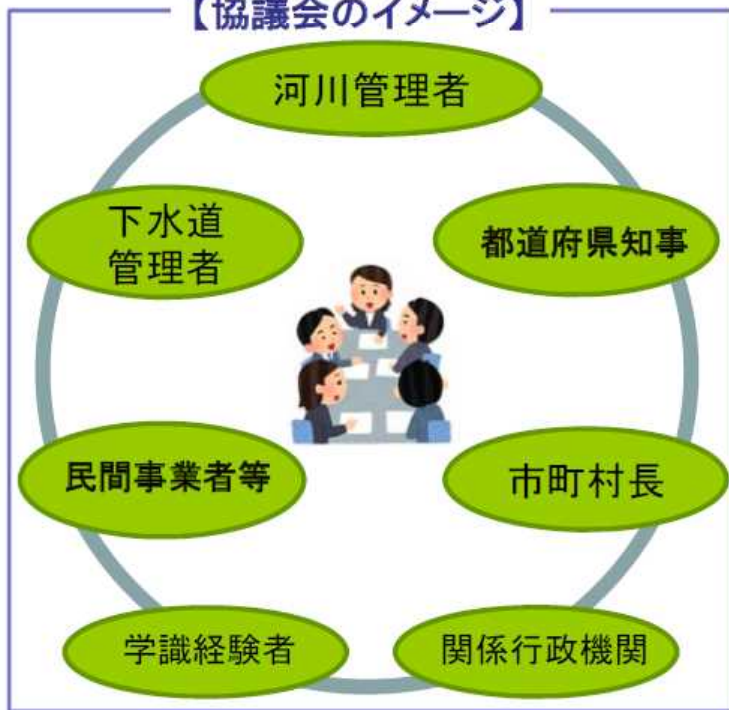 【協議会のイメージ】
河川管理者
下水道
管理者
都道府県知事
民間事業者等
市町村長
学識経験者
関係行政機関